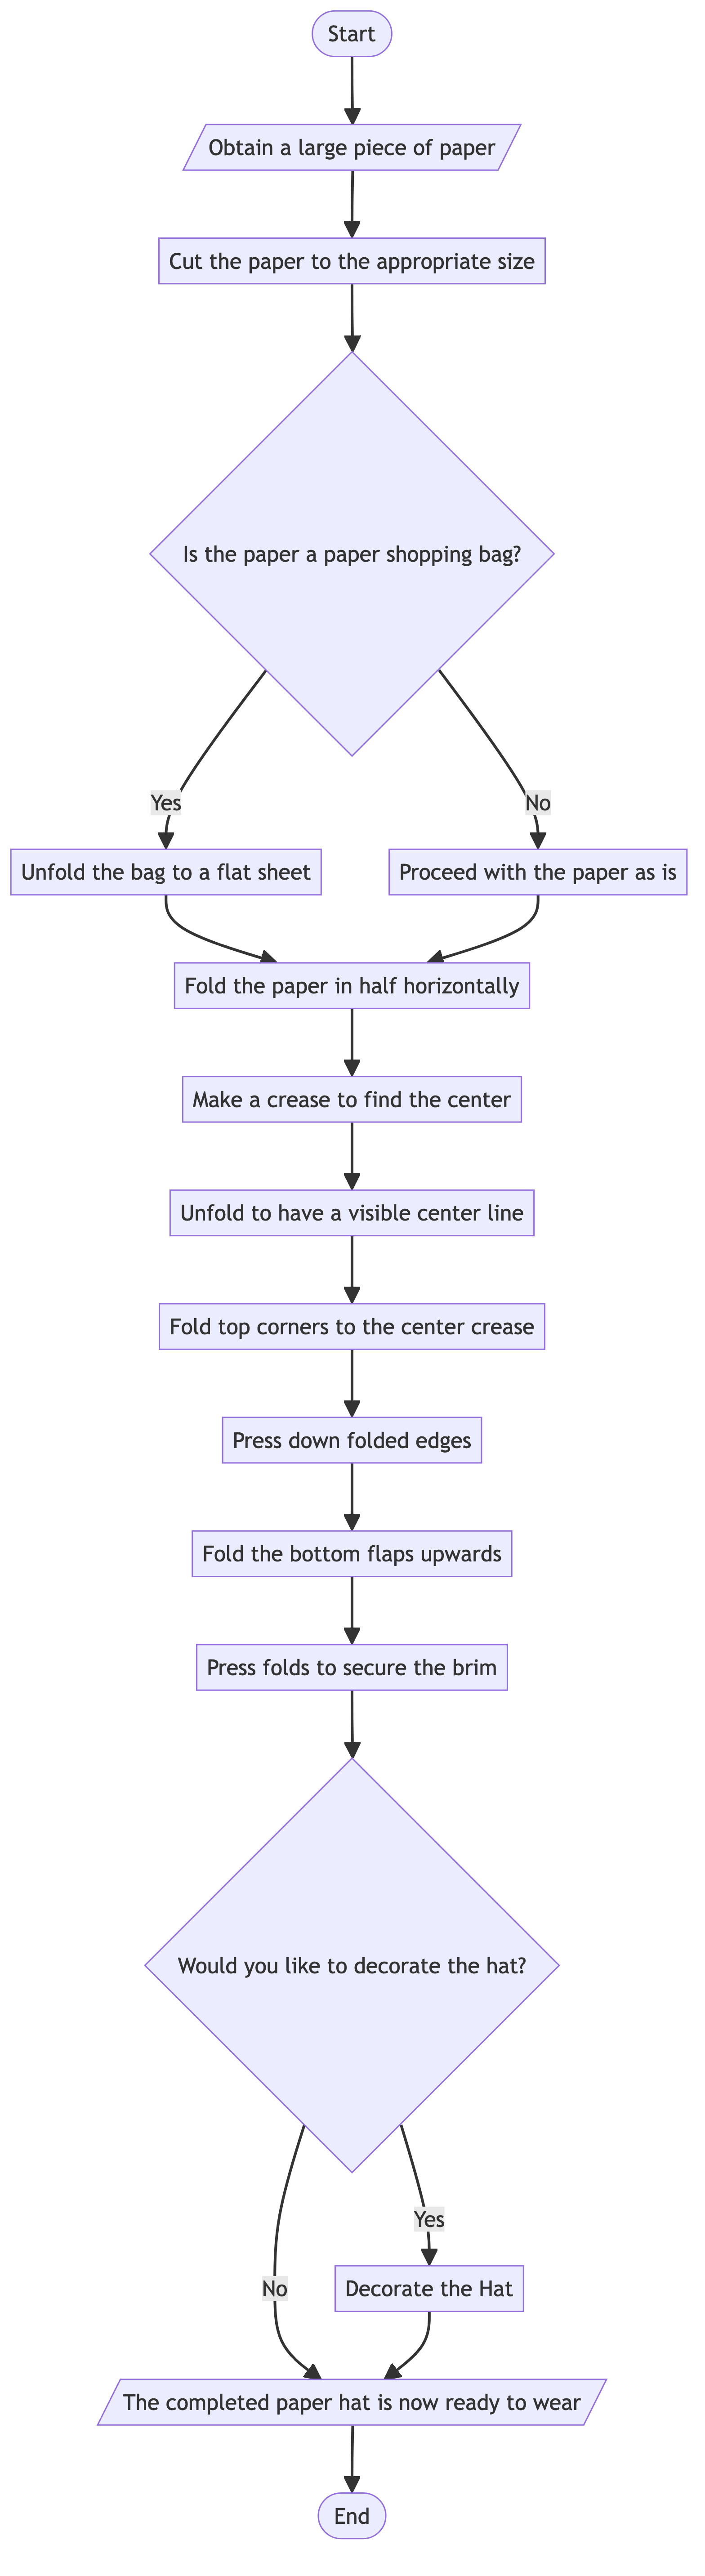 Start
Obtain a large piece of paper
Cut the paper to the appropriate size
Is the paper a paper shopping bag?
Yes
No
Unfold the bag to a flat sheet
Proceed with the paper as is
Fold the paper in half horizontally
Make a crease to find the center
Unfold to have a visible center line
Fold top corners to the center crease
Press down folded edges
Fold the bottom flaps upwards
Press folds to secure the brim
Would you like to decorate the hat?
Yes
No
Decorate the Hat
The completed paper hat is now ready to wear
End